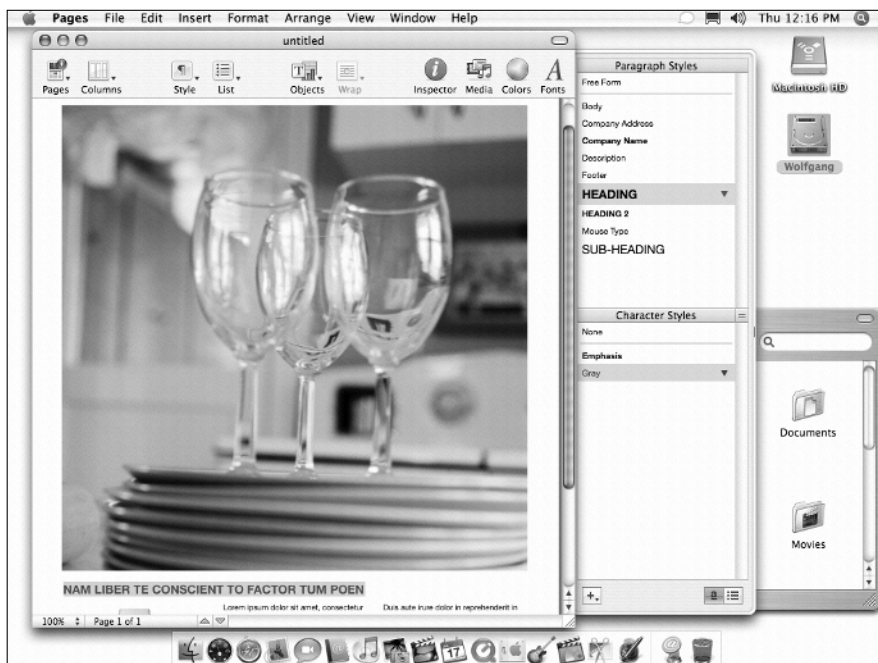 Pages File Edit Insert Format Arrange View Window Help Thu 12:16 PM
untitled
Pages Columns Style List Objects Wrap Inspector Media Colors Fonts
NAM LIBER TE CONSCIENT TO FACTOR TUM POEN
Lorem ipsum dolor sit amet, consectetur Duis aute irure dolor in reprehenderit in
100% Page 1 of 1
Paragraph Styles
Free Form
Body
Company Address
Company Name
Description
Footer
HEADING
HEADING 2
Mouse Type
SUB-HEADING
Character Styles
None
Emphasis
Gray
Macintosh HD
Wolfgang
Documents
Movies
17